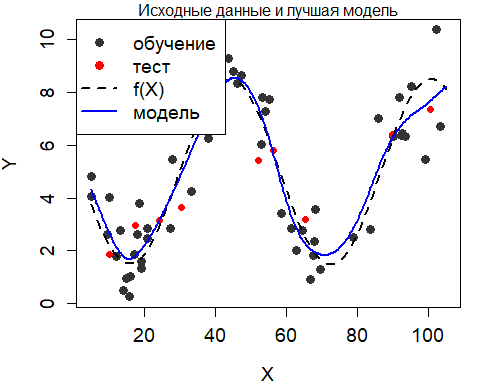 Исходные данные и лучшая модель
обучение
тест
f(X)
модель
Y
10
8
6
4
2
0
20 40 60 80 100
X